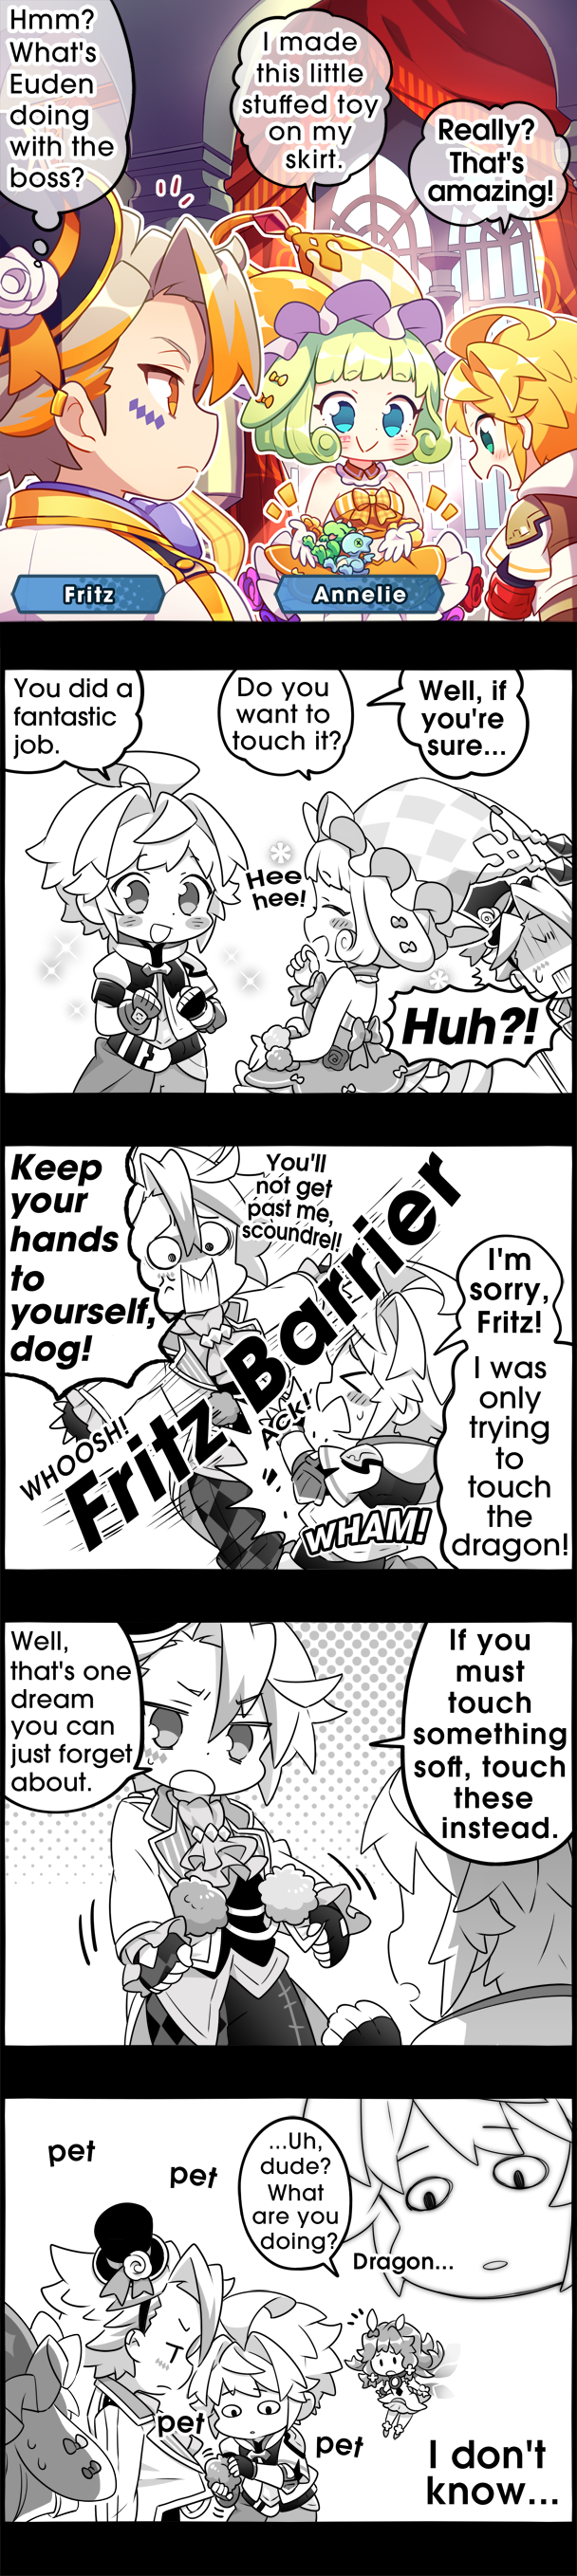 Hmm?
What's
Euden
doing
with the
boss?
I made
this little
stuffed toy
on my
skirt.
Really?
That's
amazing!
Fritz
Annelie
You did a
fantastic
job.
Do you
want to
touch it?
Well, if
you're
sure...
Hee
hee!
Huh?!
Keep
your
hands
to
yourself,
dog!
You'll
not get
past me,
scoundrel!
Fritz Barrier
WHOOSH!
Ack!
WHAM!
I'm
sorry,
Fritz!
I was
only
trying
to
touch
the
dragon!
Well,
that's one
dream
you can
just forget
about.
If you
must
touch
something
soft, touch
these
instead.
pet
pet
...Uh,
dude?
What
are you
doing?
Dragon...
pet
pet
I don't
know...